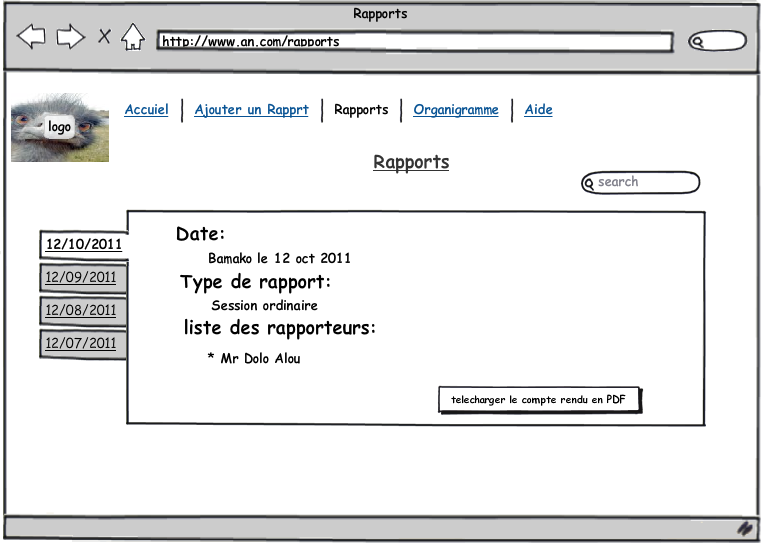 Rapports
http://www.an.com/rapports
logo
Accuiel
Ajouter un Rapprt
Rapports
Organigramme
Aide
Rapports
search
12/10/2011
12/09/2011
12/08/2011
12/07/2011
Date:
Bamako le 12 oct 2011
Type de rapport:
Session ordinaire
liste des rapporteurs:
* Mr Dolo Alou
telecharger le compte rendu en PDF